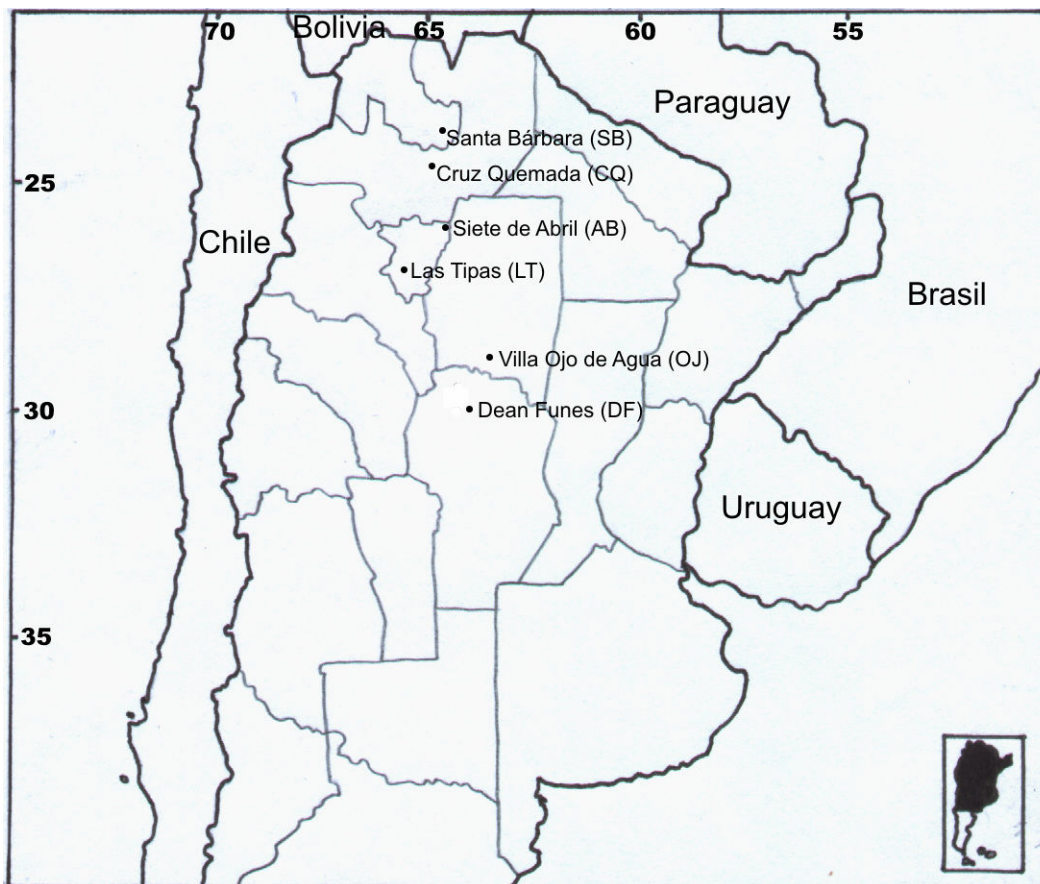 Bolivia
70
65
60
55
Paraguay
Santa Bárbara (SB)
Cruz Quemada (CQ)
25
Siete de Abril (AB)
Chile
Las Tipas (LT)
Brasil
Villa Ojo de Agua (OJ)
30
Dean Funes (DF)
Uruguay
35